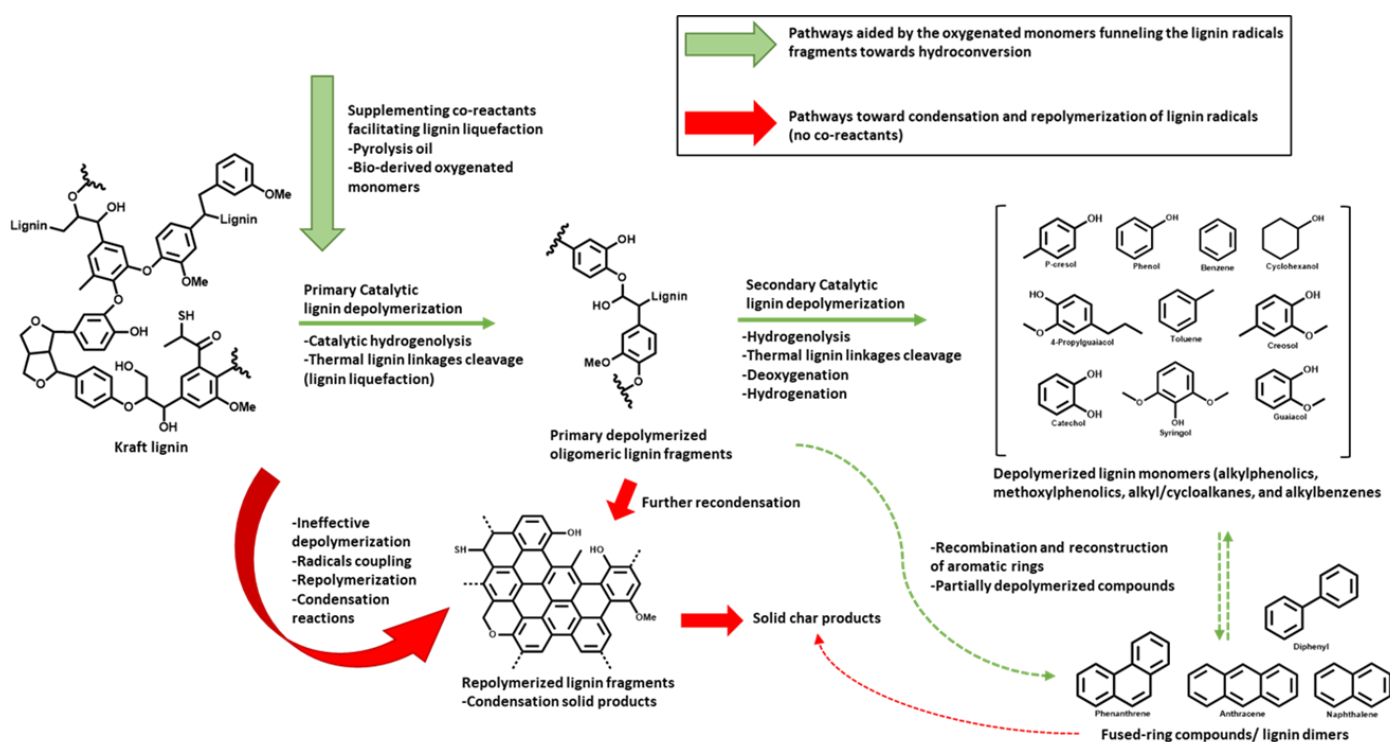 Pathways aided by the oxygenated monomers funneling the lignin radicals
fragments towards hydroconversion
Pathways toward condensation and repolymerization of lignin radicals
(no co-reactants)
Supplementing co-reactants
facilitating lignin liquefaction
-Pyrolysis oil
-Bio-derived oxygenated
monomers
OMe
Lignin
O
OH
Lignin
O
OMe
O
O
OH
SH
O
O
HO
O
OMe
OH
Kraft lignin
Primary Catalytic
lignin depolymerization
-Catalytic hydrogenolysis
-Thermal lignin linkages cleavage
(lignin liquefaction)
OH
O
HO
Lignin
MeO
O
Primary depolymerized
oligomeric lignin fragments
Secondary Catalytic
lignin depolymerization
-Hydrogenolysis
-Thermal lignin linkages cleavage
-Deoxygenation
-Hydrogenation
OH
P-cresol
OH
Phenol
Benzene
OH
Cyclohexanol
HO
O
4-Propylguaiacol
Toluene
OH
O
Creosol
OH
OH
Catechol
O
O
OH
Syringol
OH
O
Guaiacol
Depolymerized lignin monomers (alkylphenolics,
methoxylphenolics, alkyl/cycloalkanes, and alkylbenzenes
-Ineffective
depolymerization
-Radicals coupling
-Repolymerization
-Condensation
reactions
Further recondensation
SH
OH
HO
OMe
O
Repolymerized lignin fragments
-Condensation solid products
Solid char products
-Recombination and reconstruction
of aromatic rings
-Partially depolymerized compounds
Diphenyl
Phenanthrene
Anthracene
Naphthalene
Fused-ring compounds/ lignin dimers